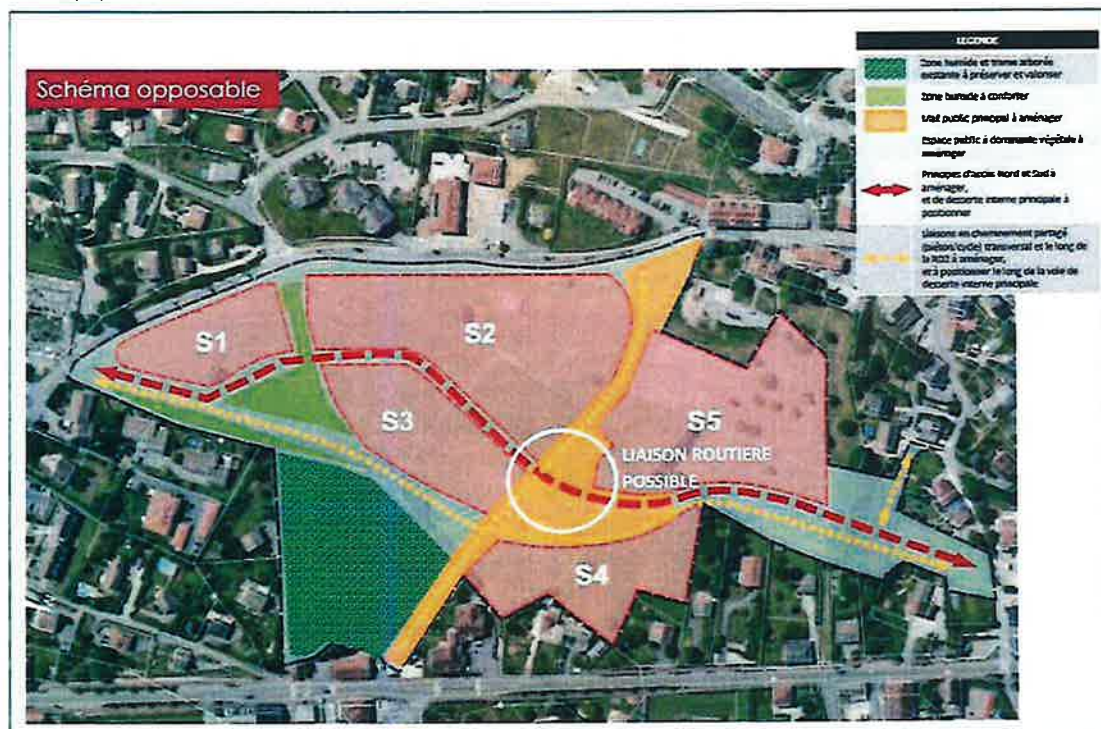 LEGENDE
Zone humide et trame arborée
existante à préserver et valoriser
Zone humide à conforter
Mail public principal à aménager
Espace public à dominante végétale à
aménager
Principes d'accès Nord et Sud à
aménager,
et de desserte interne principale à
positionner
Liaisons en cheminement partagé
(piéton/cycle) transversal et le long de
la RD2 à aménager,
et à positionner le long de la voie de
desserte interne principale
Schéma opposable
S1
S2
S3
S5
LIAISON ROUTIERE
POSSIBLE
S4